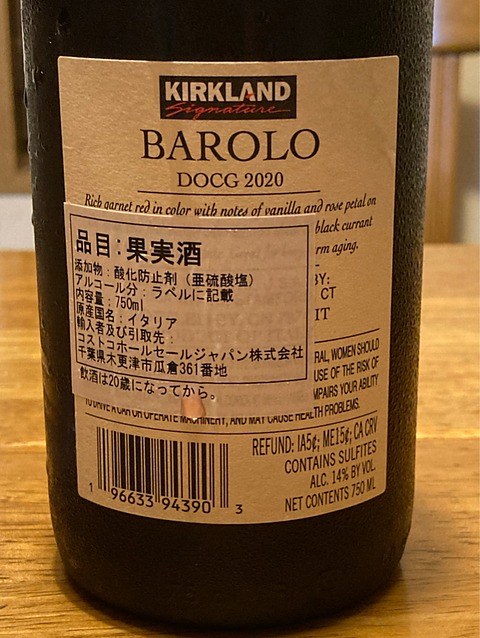 KIRKLAND
Signature
BAROLO
DOCG 2020
Rich garnet red in color with notes of vanilla and rose petal on
black currant
rm aging.
品目:果実酒
添加物:酸化防止剤(亜硫酸塩)
アルコール分:ラベルに記載
内容量:750ml
原産国名:イタリア
輸入者及び引取先:
コストコホールセールジャパン株式会社
千葉県木更津市瓜倉361番地
飲酒は20歳になってから。
BY:
CT
IT
RAL, WOMEN SHOULD
USE OF THE RISK OF
MPAIRS YOUR ABILITY
TO DRIVE A CAR OR OPERATE MACHINERY, AND MAY CAUSE HEALTH PROBLEMS.
REFUND: IA5¢; ME15¢; CA CRV
CONTAINS SULFITES
ALC. 14% BY VOL.
NET CONTENTS 750 ML
1 96633 94390 3